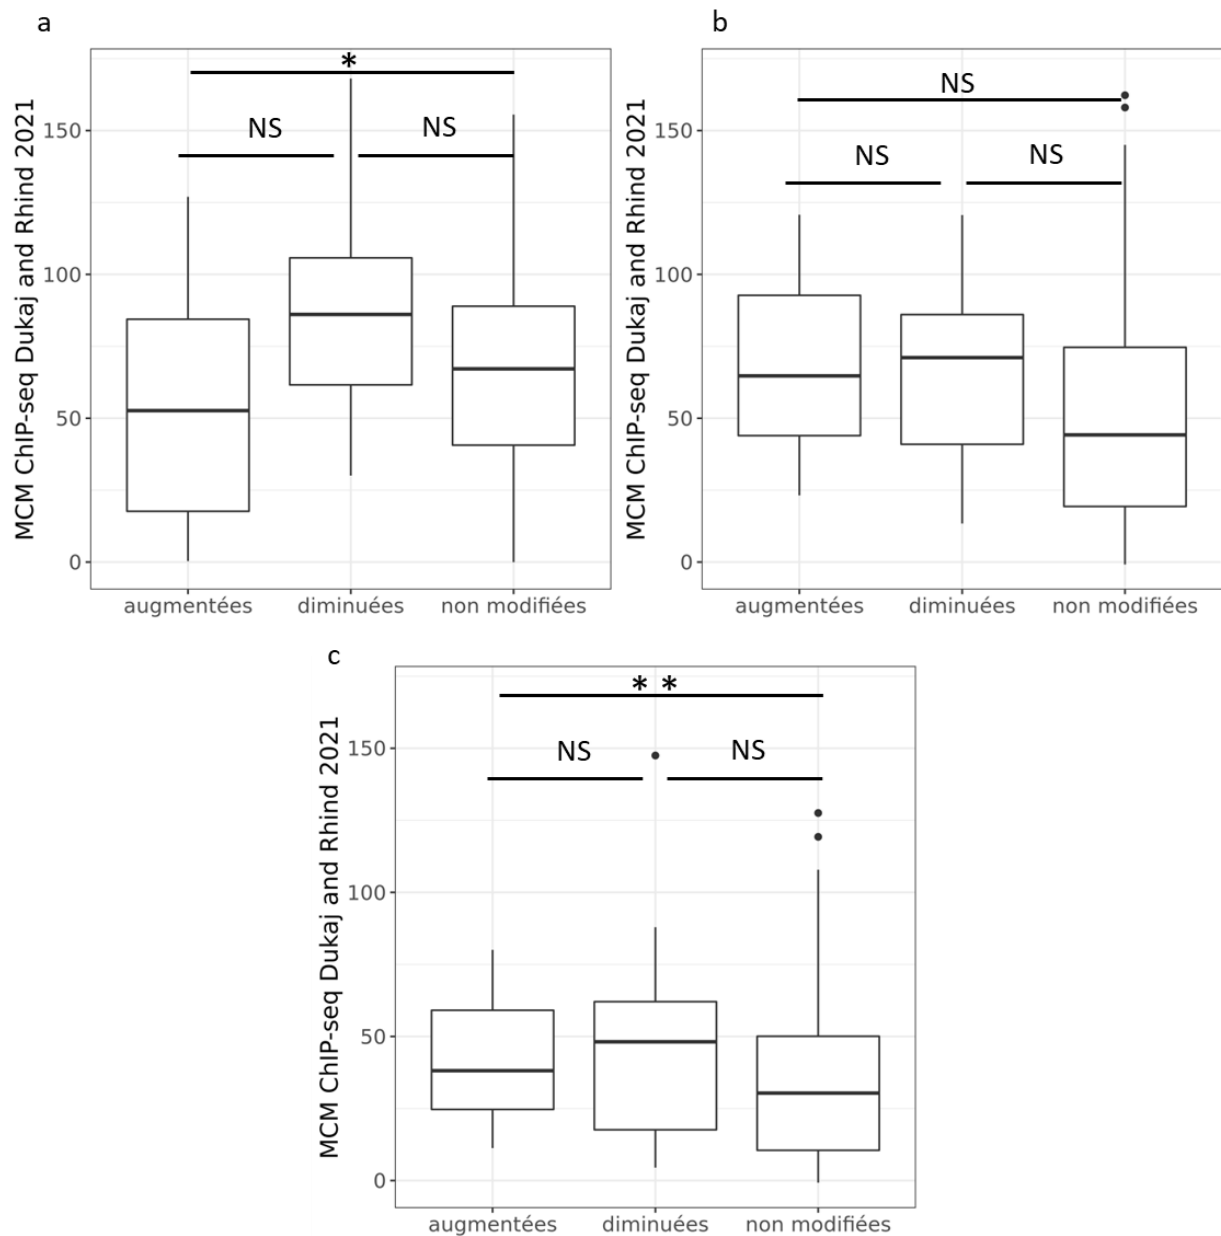 a
*
NS
NS
MCM ChIP-seq Dukaj and Rhind 2021
150
100
50
0
augmentées
diminuées
non modifiées
b
NS
NS
NS
MCM ChIP-seq Dukaj and Rhind 2021
150
100
50
0
augmentées
diminuées
non modifiées
c
* *
NS
NS
MCM ChIP-seq Dukaj and Rhind 2021
150
100
50
0
augmentées
diminuées
non modifiées